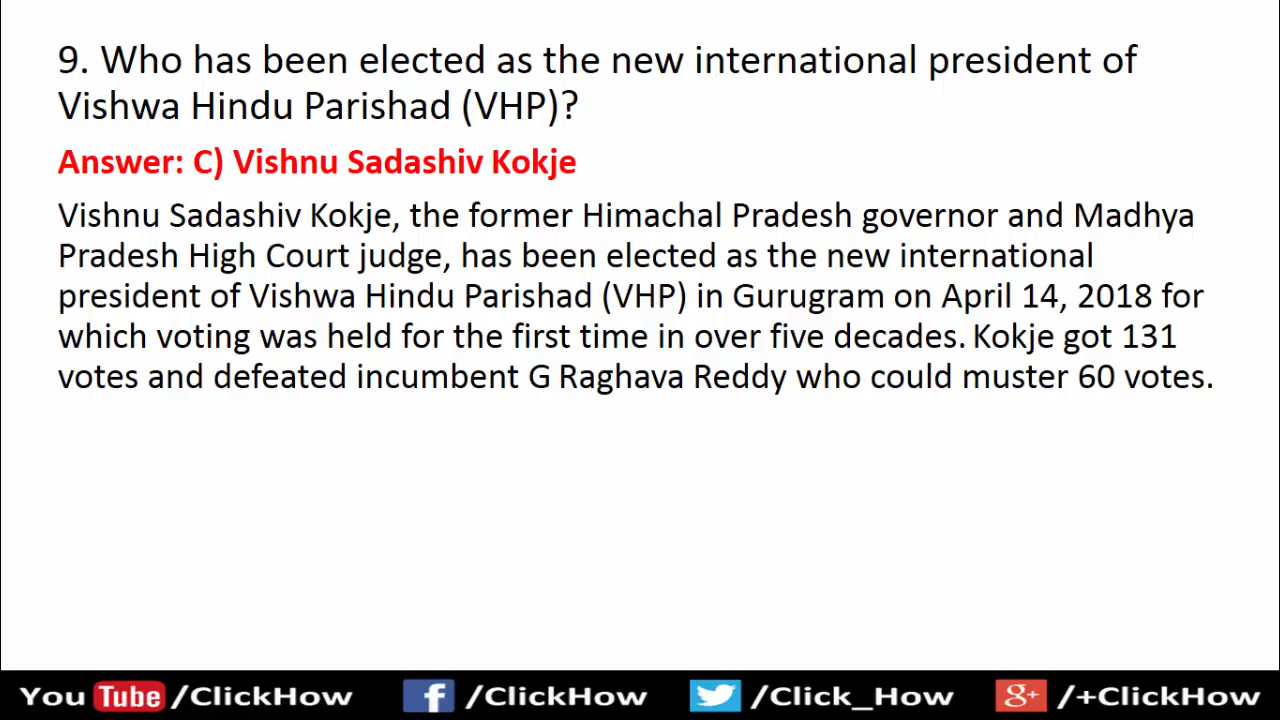 9. Who has been elected as the new international president of
Vishwa Hindu Parishad (VHP)?
Answer: C) Vishnu Sadashiv Kokje
Vishnu Sadashiv Kokje, the former Himachal Pradesh governor and Madhya
Pradesh High Court judge, has been elected as the new international
president of Vishwa Hindu Parishad (VHP) in Gurugram on April 14, 2018 for
which voting was held for the first time in over five decades. Kokje got 131
votes and defeated incumbent G Raghava Reddy who could muster 60 votes.
You Tube /ClickHow f /ClickHow /Click_How g+ /+ClickHow